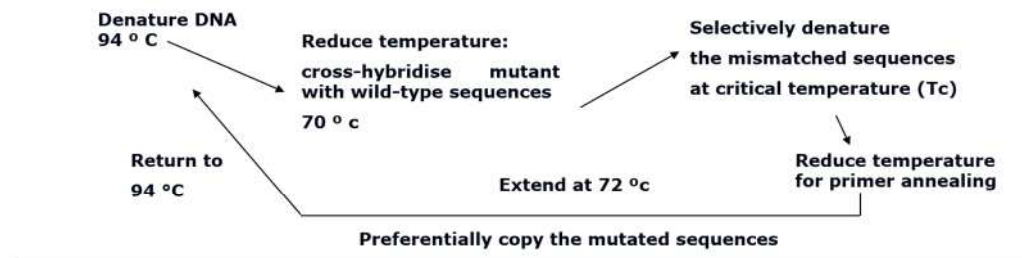 Denature DNA
94 º C
Reduce temperature:
cross-hybridise mutant
with wild-type sequences
70 º c
Selectively denature
the mismatched sequences
at critical temperature (Tc)
Reduce temperature
for primer annealing
Extend at 72 ºc
Return to
94 °C
Preferentially copy the mutated sequences